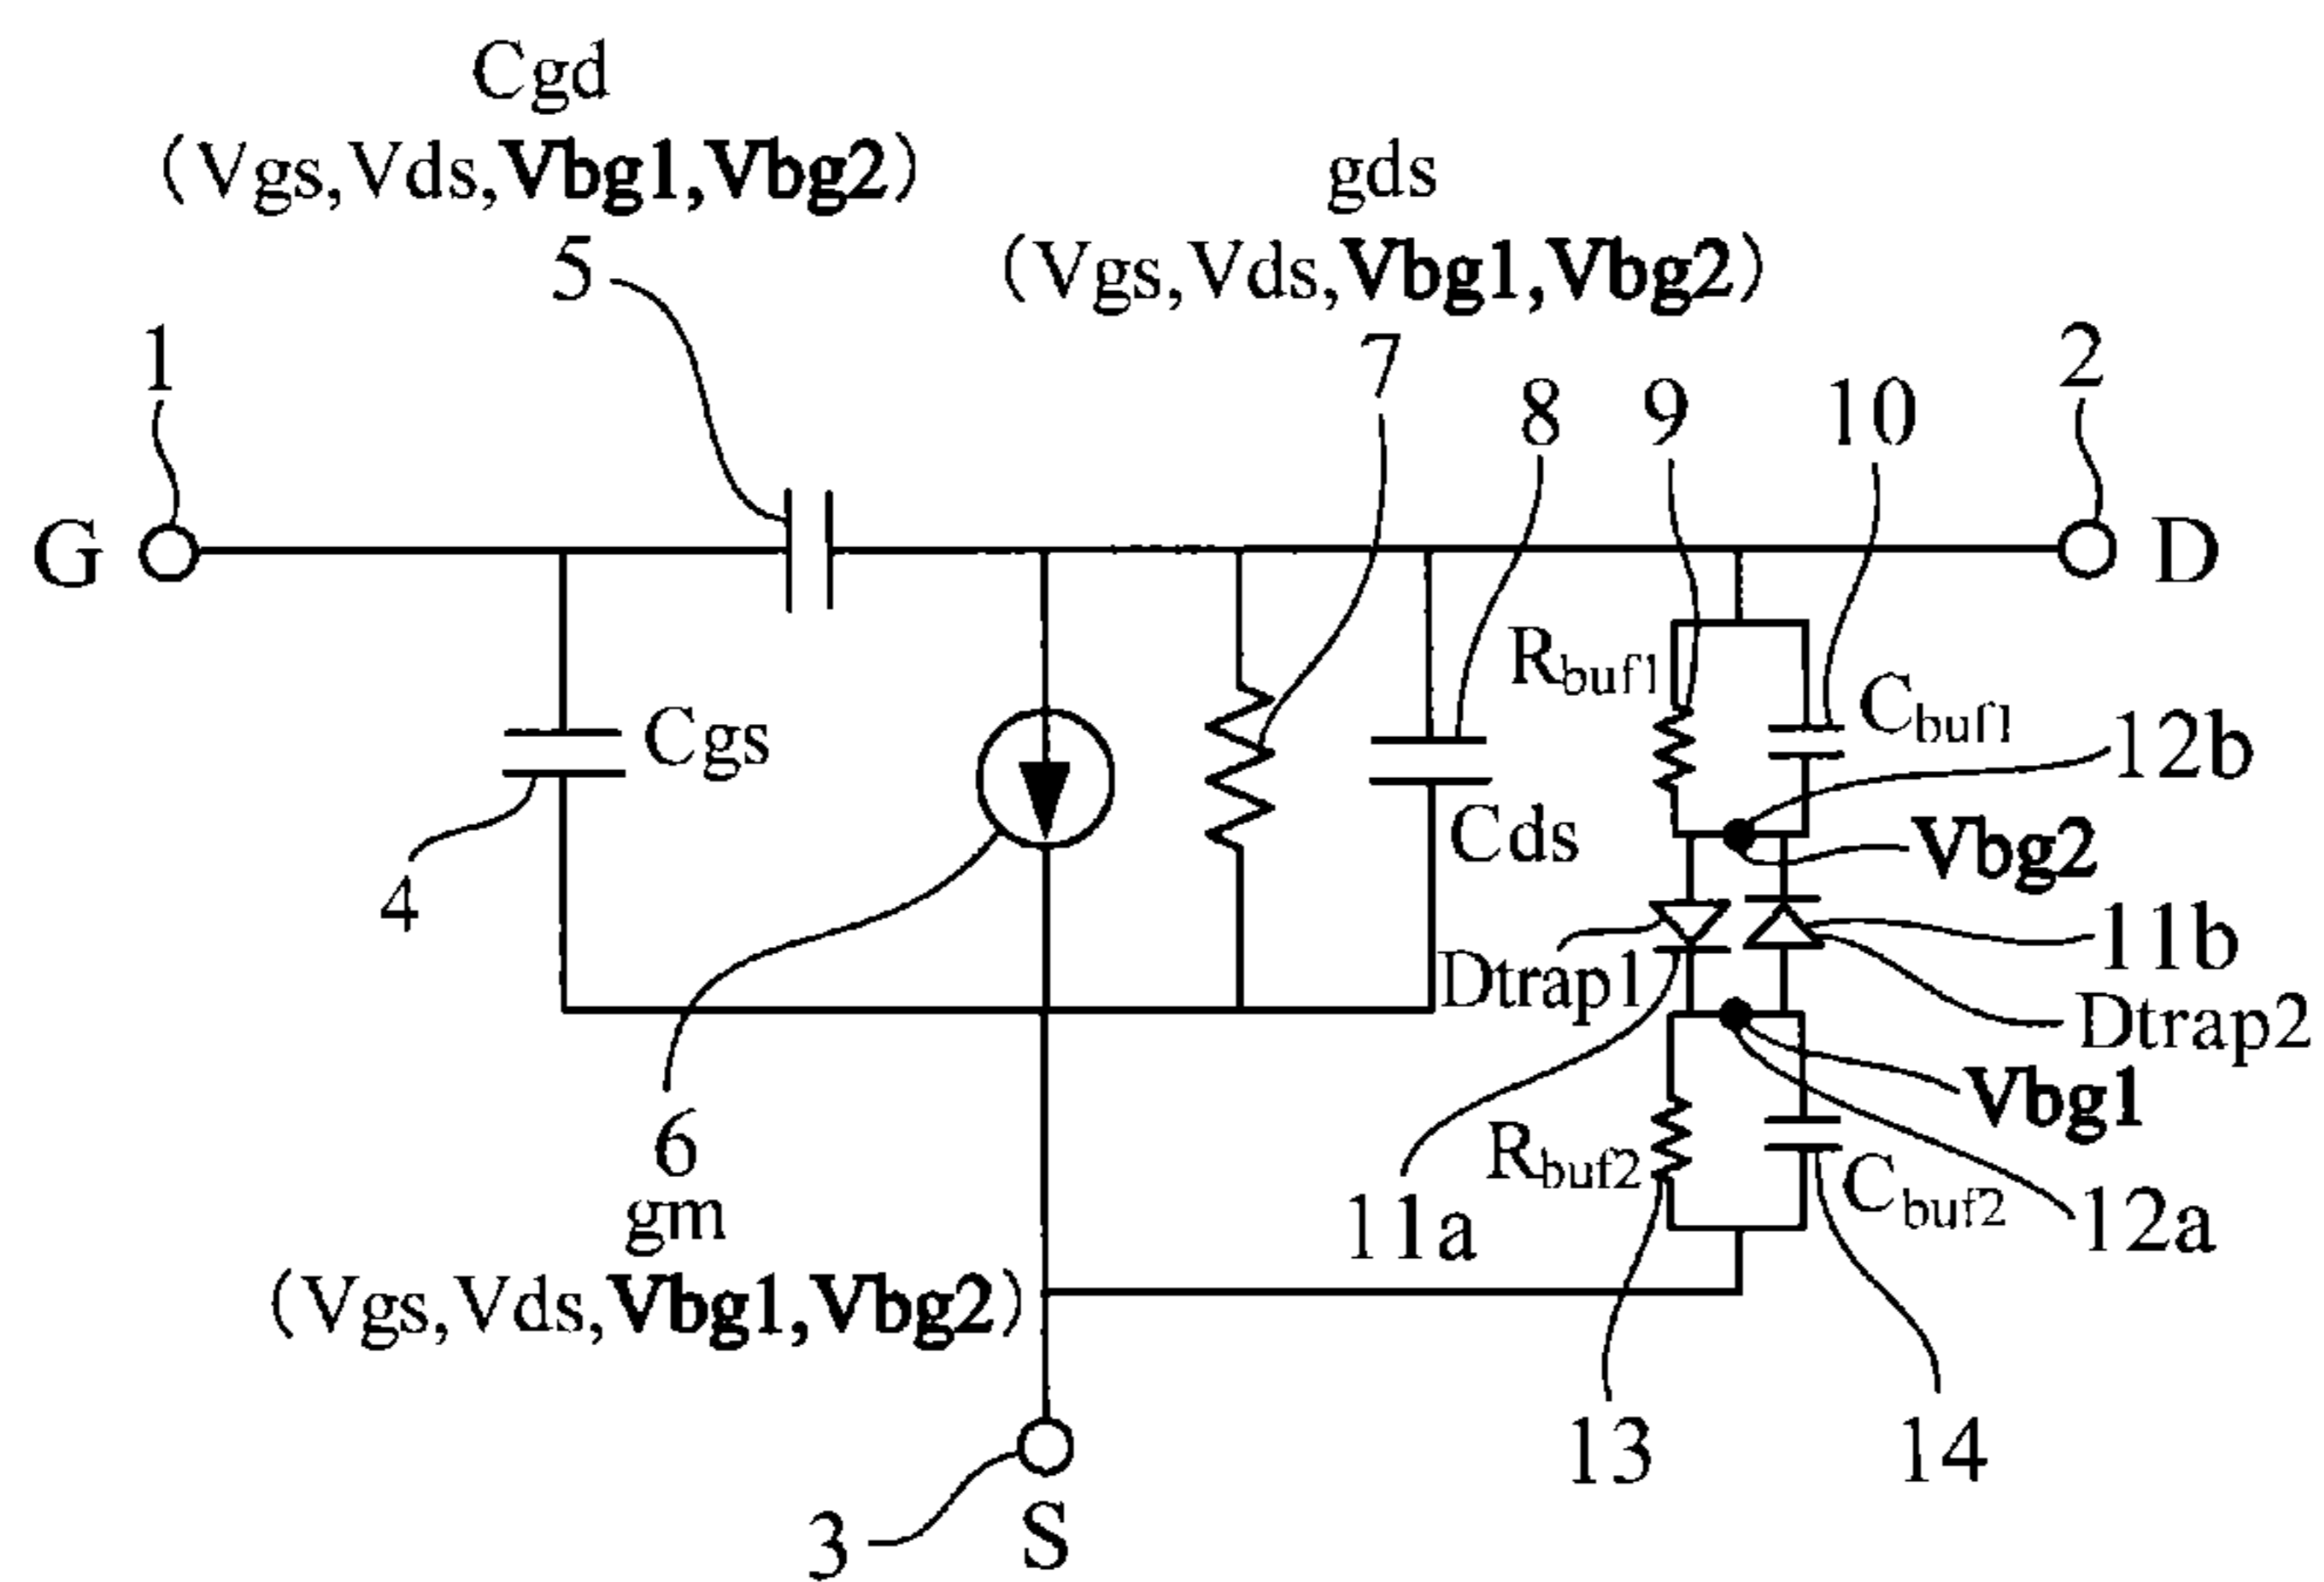 Cgd
(Vgs,Vds,Vbg1,Vbg2)
5
gds
(Vgs,Vds,Vbg1,Vbg2)
7
1
8
9
10
2
G
D
Rbuf1
Cbuf1
Cgs
12b
Cds
Vbg2
4
11b
Dtrap1
Dtrap2
Vbg1
6
Rbuf2
Cbuf2
11a
12a
gm
(Vgs,Vds,Vbg1,Vbg2)
13
14
3
S